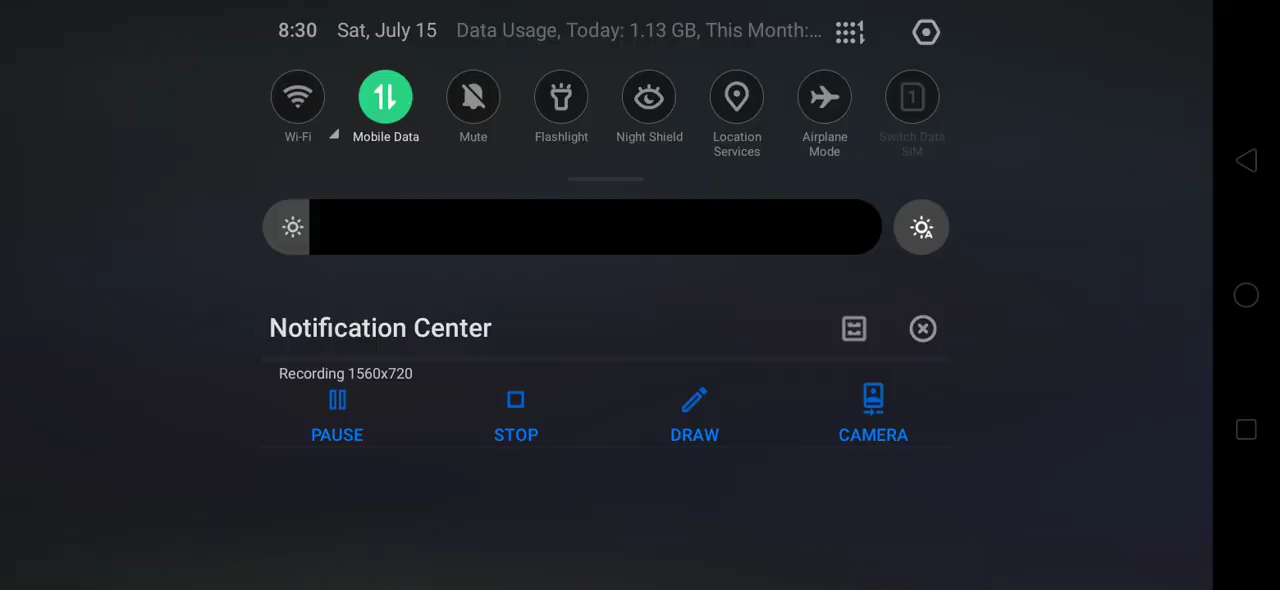 8:30 Sat, July 15 Data Usage, Today: 1.13 GB, This Month:...
Wi-Fi Mobile Data Mute Flashlight Night Shield Location Services Airplane Mode Switch Data SIM
1
A
Notification Center
Recording 1560x720
PAUSE STOP DRAW CAMERA